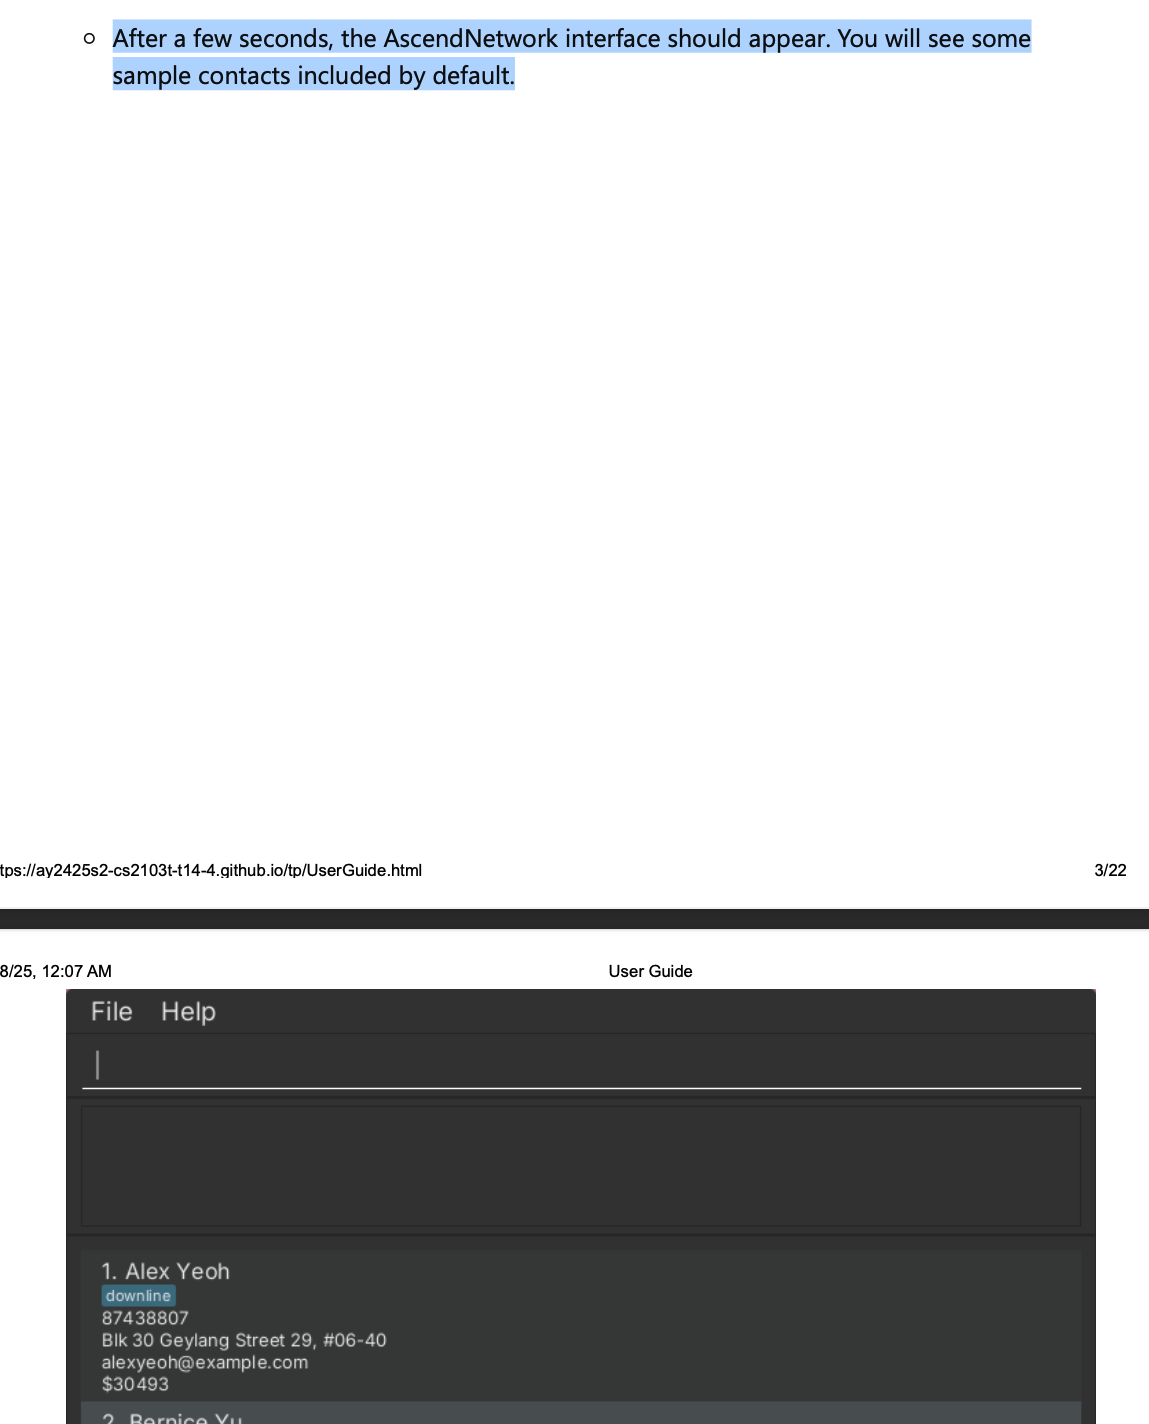 After a few seconds, the AscendNetwork interface should appear. You will see some
sample contacts included by default.
tps://ay2425s2-cs2103t-t14-4.github.io/tp/UserGuide.html 3/22
8/25, 12:07 AM User Guide
File Help
1. Alex Yeoh
downline
87438807
Blk 30 Geylang Street 29, #06-40
alexyeoh@example.com
$30493
2. Bernice Yu